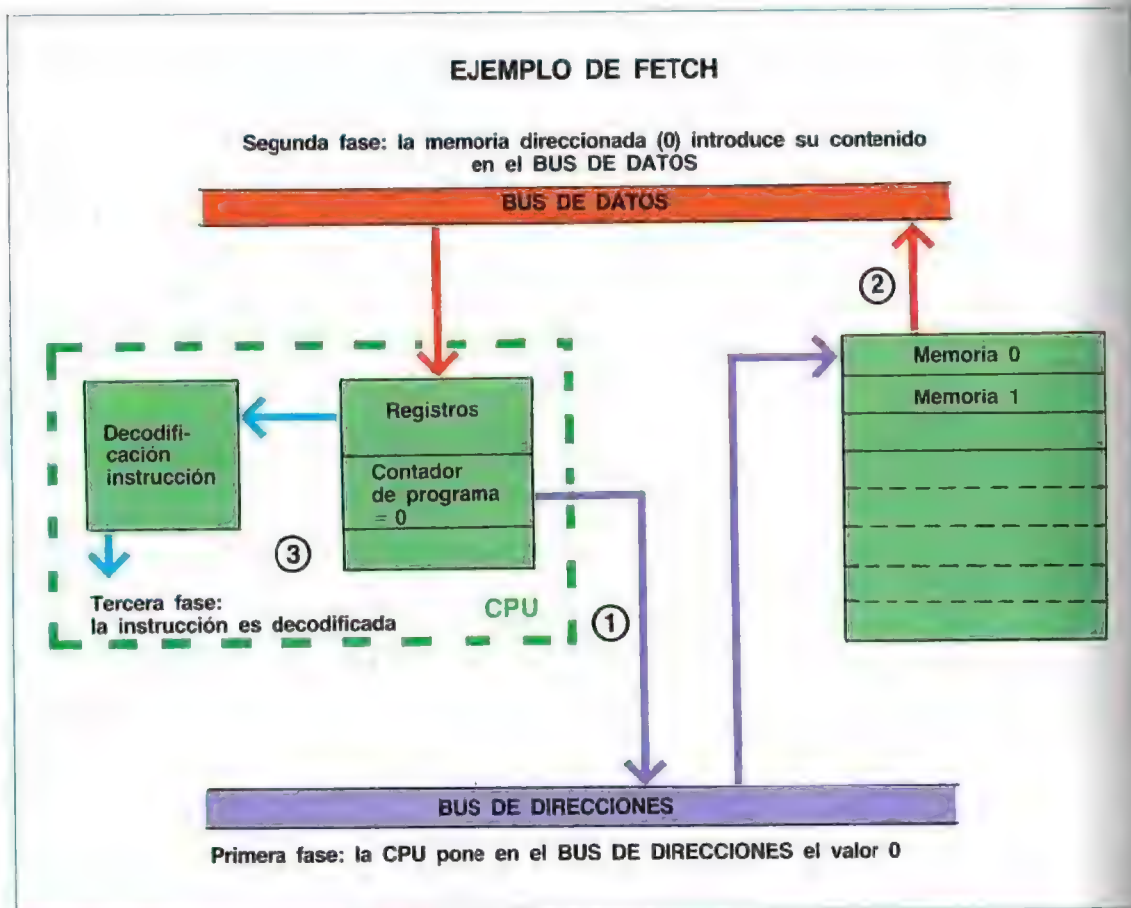 EJEMPLO DE FETCH
Segunda fase: la memoria direccionada (0) introduce su contenido
en el BUS DE DATOS
BUS DE DATOS
②
Memoria 0
Memoria 1
Decodifi-
cación
instrucción
Registros
Contador
de programa
= 0
③
Tercera fase:
la instrucción es decodificada
CPU
①
BUS DE DIRECCIONES
Primera fase: la CPU pone en el BUS DE DIRECCIONES el valor 0